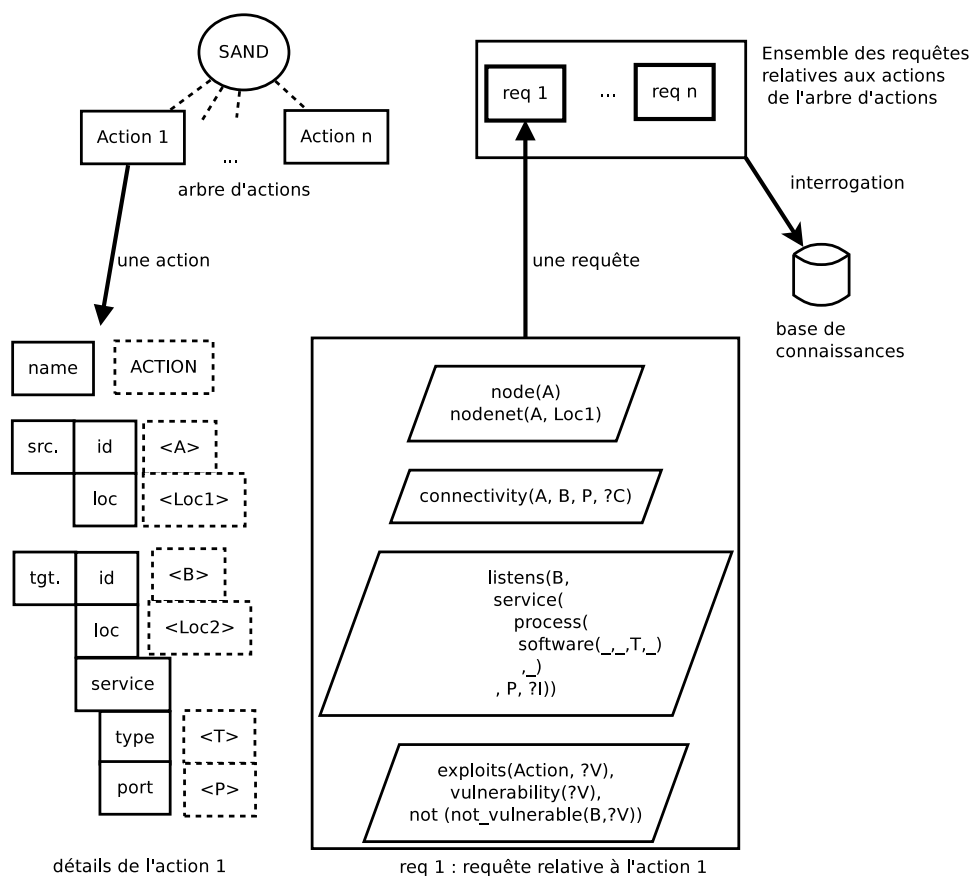 SAND
Action 1
...
Action n
arbre d'actions
une action
name
ACTION
src.
id
<A>
loc
<Loc1>
tgt.
id
<B>
loc
<Loc2>
service
type
<T>
port
<P>
détails de l'action 1
req 1
...
req n
Ensemble des requêtes
relatives aux actions
de l'arbre d'actions
interrogation
base de
connaissances
une requête
node(A)
nodenet(A, Loc1)
connectivity(A, B, P, ?C)
listens(B,
service(
process(
software(_,_,T,_)
,_)
, P, ?I))
exploits(Action, ?V),
vulnerability(?V),
not (not_vulnerable(B,?V))
req 1 : requête relative à l'action 1